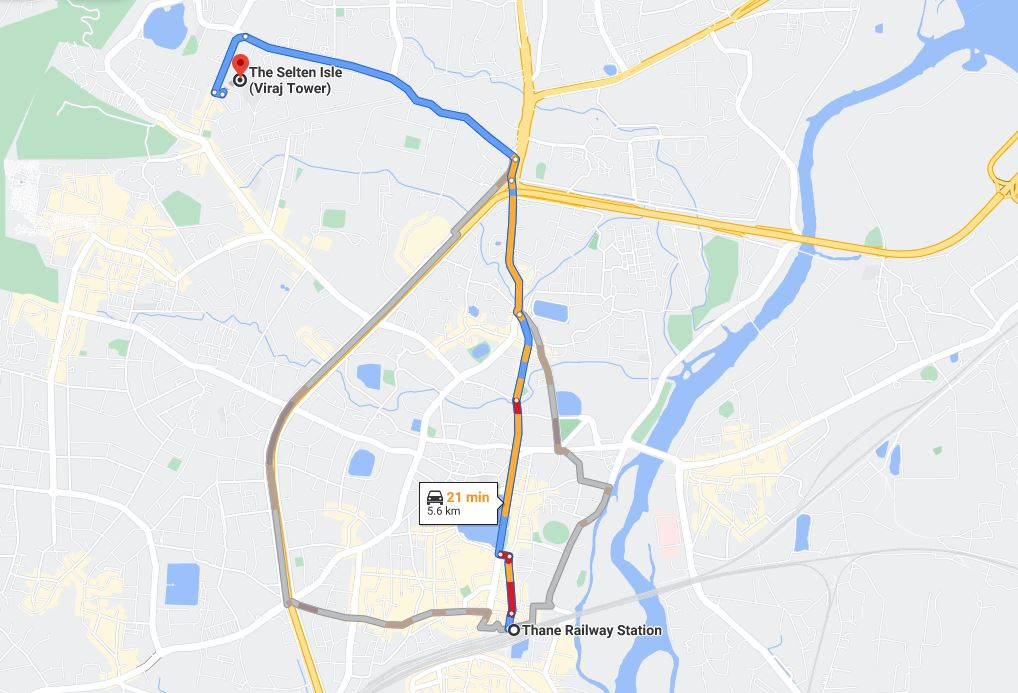 The Selten Isle
(Viraj Tower)
21 min
5.6 km
Thane Railway Station